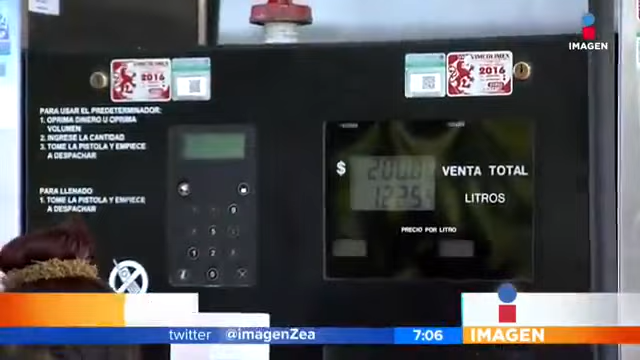 IMAGEN
VIMCOLIMEX
2016
VIMCOLIMEX
2016
PARA USAR EL PREDETERMINADOR:
1. OPRIMA DINERO U OPRIMA
VOLUMEN
2. INGRESE LA CANTIDAD
3. TOME LA PISTOLA Y EMPIECE
A DESPACHAR
PARA LLENADO
1. TOME LA PISTOLA Y EMPIECE
A DESPACHAR
$ 200.00 VENTA TOTAL
LITROS
PRECIO POR LITRO
twitter @imagenZea 7:06 IMAGEN